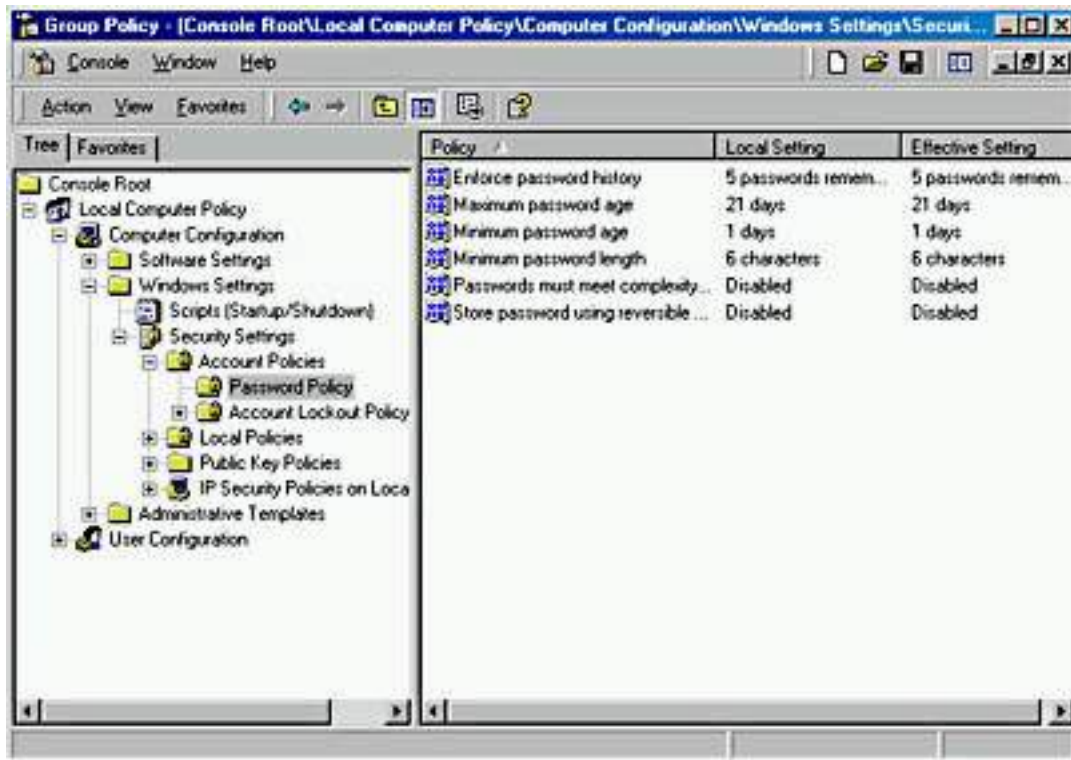 Group Policy - [Console Root\Local Computer Policy\Computer Configuration\Windows Settings\Securi...
Console Window Help
Action View Favorites
Tree Favorites
Console Root
Local Computer Policy
Computer Configuration
Software Settings
Windows Settings
Scripts (Startup/Shutdown)
Security Settings
Account Policies
Password Policy
Account Lockout Policy
Local Policies
Public Key Policies
IP Security Policies on Loca
Administrative Templates
User Configuration
Policy Local Setting Effective Setting
Enforce password history 5 passwords remem... 5 passwords remem...
Maximum password age 21 days 21 days
Minimum password age 1 days 1 days
Minimum password length 6 characters 6 characters
Passwords must meet complexity... Disabled Disabled
Store password using reversible ... Disabled Disabled